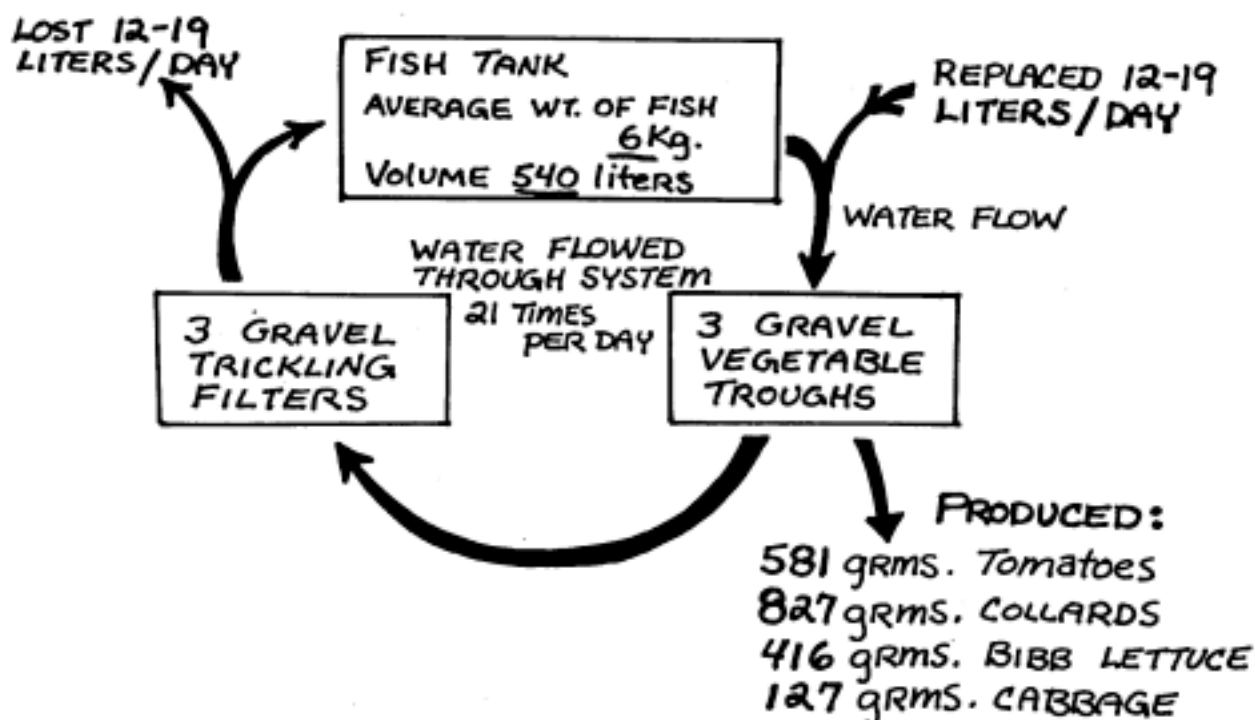 LOST 12-19
LITERS/DAY
FISH TANK
AVERAGE WT. OF FISH
6Kg.
VOLUME 540 liters
REPLACED 12-19
LITERS/DAY
WATER FLOW
WATER FLOWED
THROUGH SYSTEM
21 TIMES
PER DAY
3 GRAVEL
TRICKLING
FILTERS
3 GRAVEL
VEGETABLE
TROUGHS
PRODUCED:
581 gRMS. Tomatoes
827 gRMS. COLLARDS
416 gRMS. BIBB LETTUCE
127 gRMS. CABBAGE